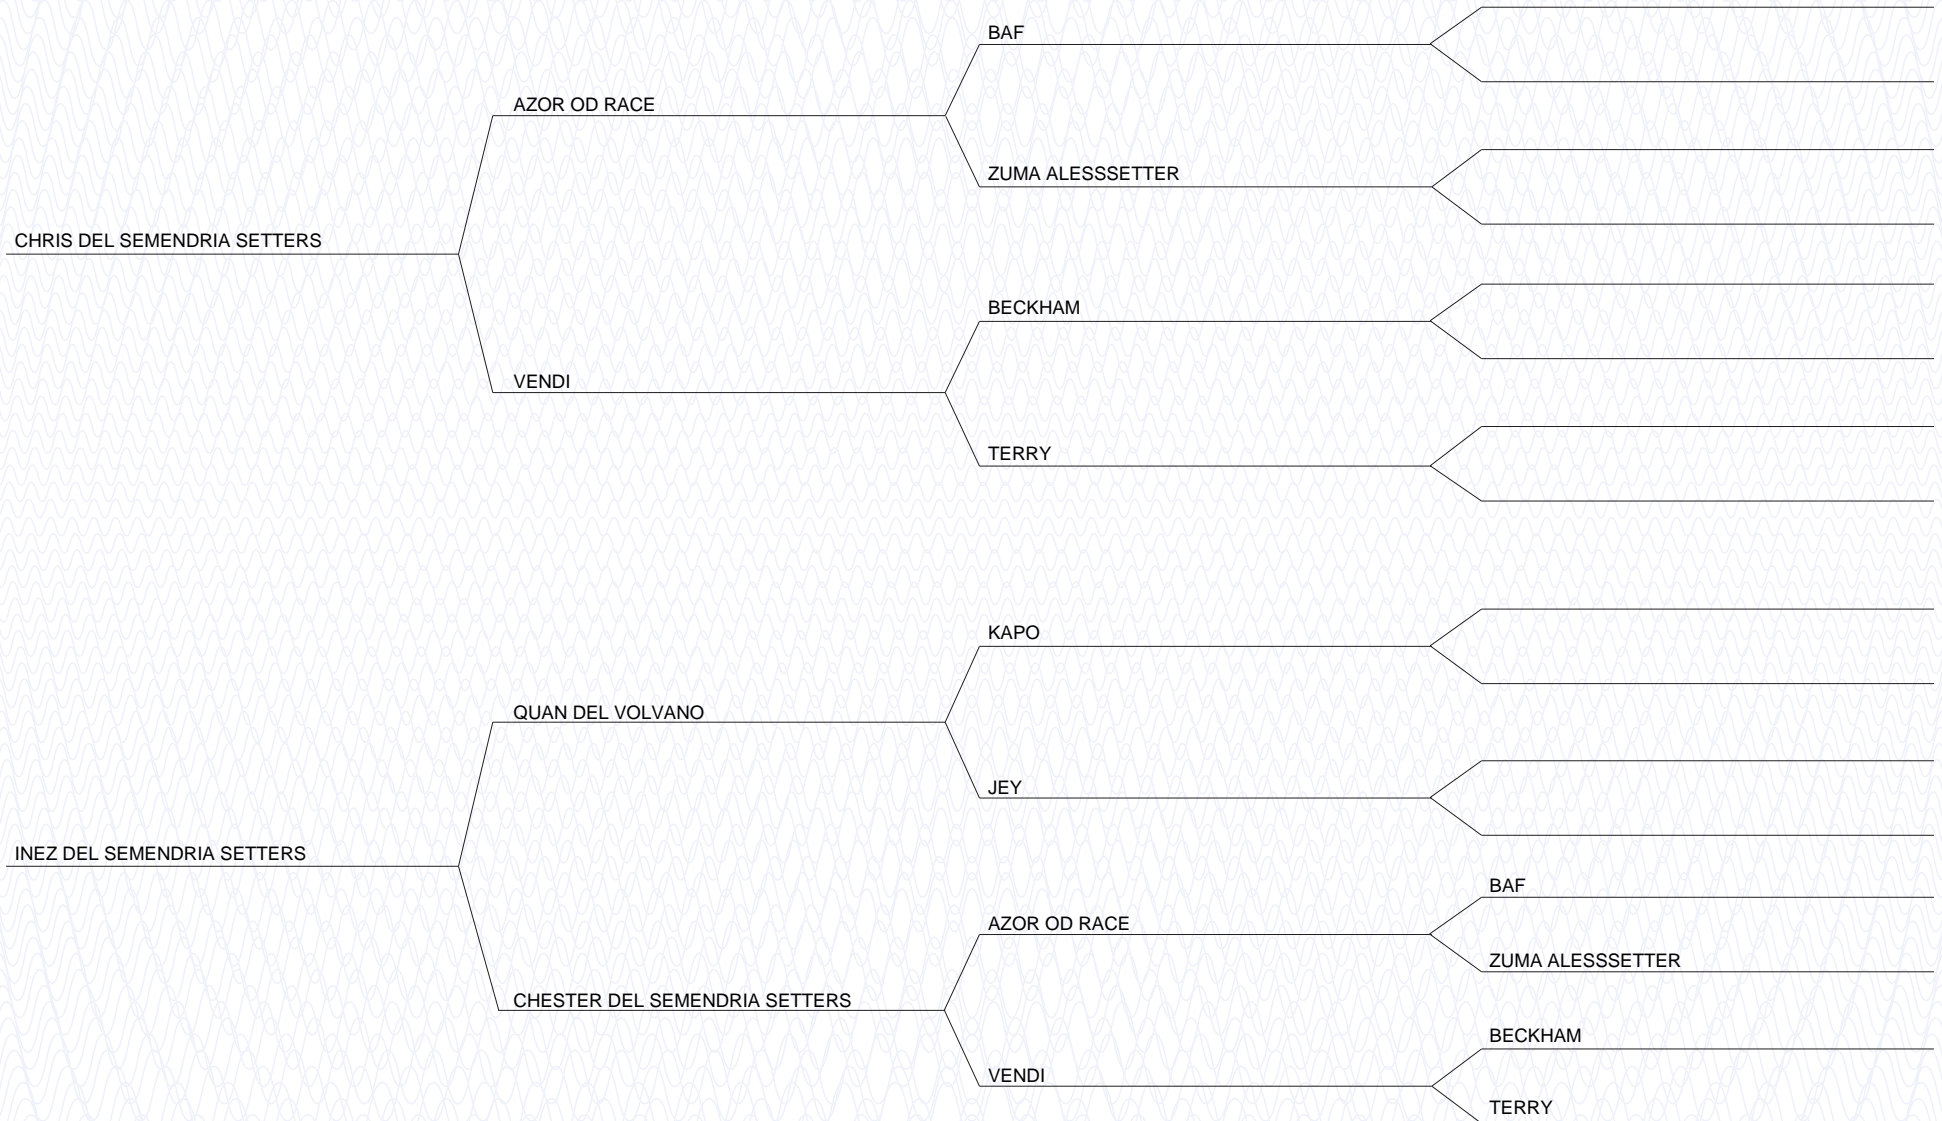 BAF
AZOR OD RACE
ZUMA ALESSSETTER
CHRIS DEL SEMENDRIA SETTERS
BECKHAM
VENDI
TERRY
KAPO
QUAN DEL VOLVANO
JEY
INEZ DEL SEMENDRIA SETTERS
BAF
AZOR OD RACE
ZUMA ALESSSETTER
CHESTER DEL SEMENDRIA SETTERS
BECKHAM
VENDI
TERRY